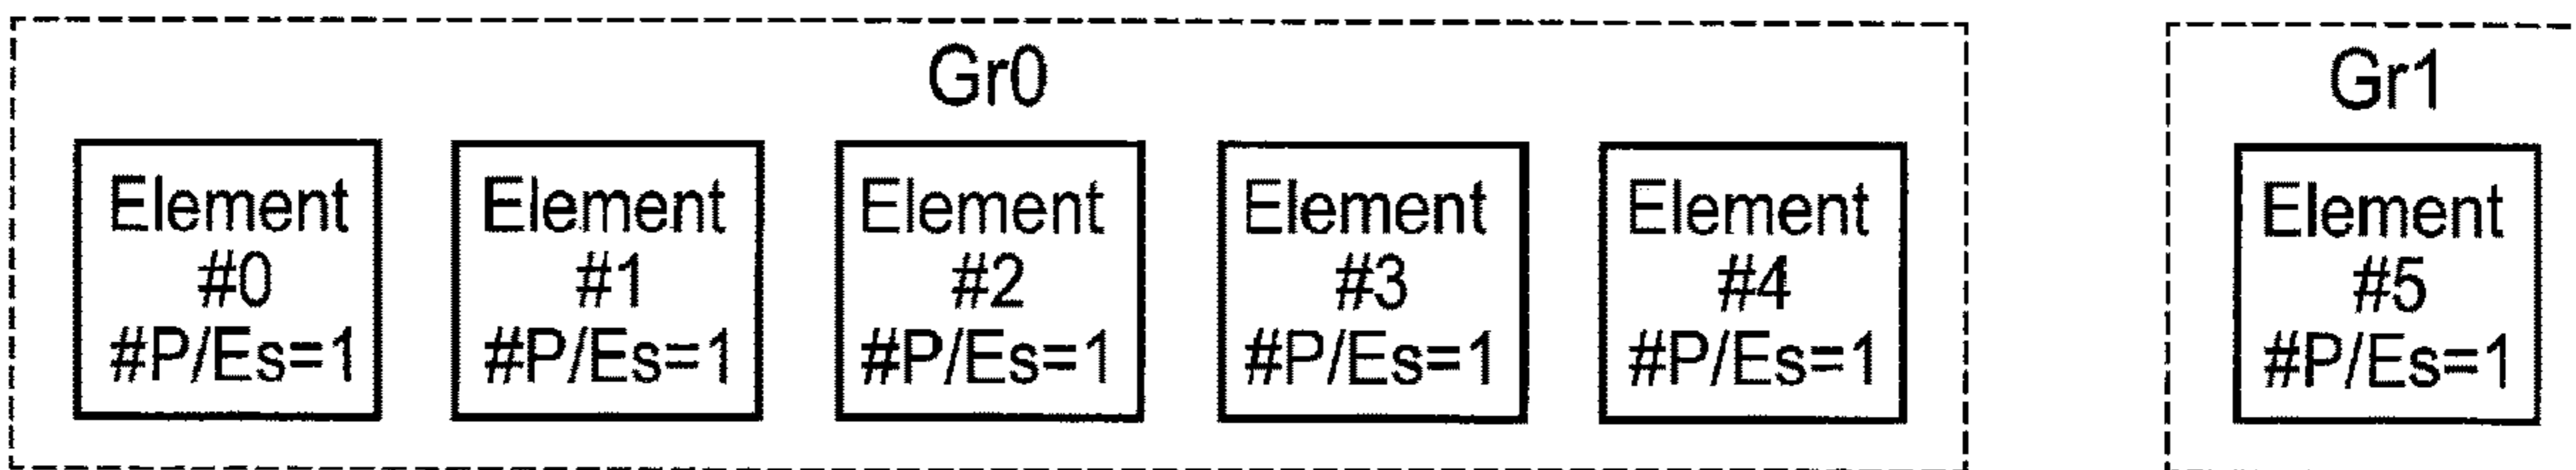 Gr0
Element
#0
#P/Es=1
Element
#1
#P/Es=1
Element
#2
#P/Es=1
Element
#3
#P/Es=1
Element
#4
#P/Es=1
Gr1
Element
#5
#P/Es=1